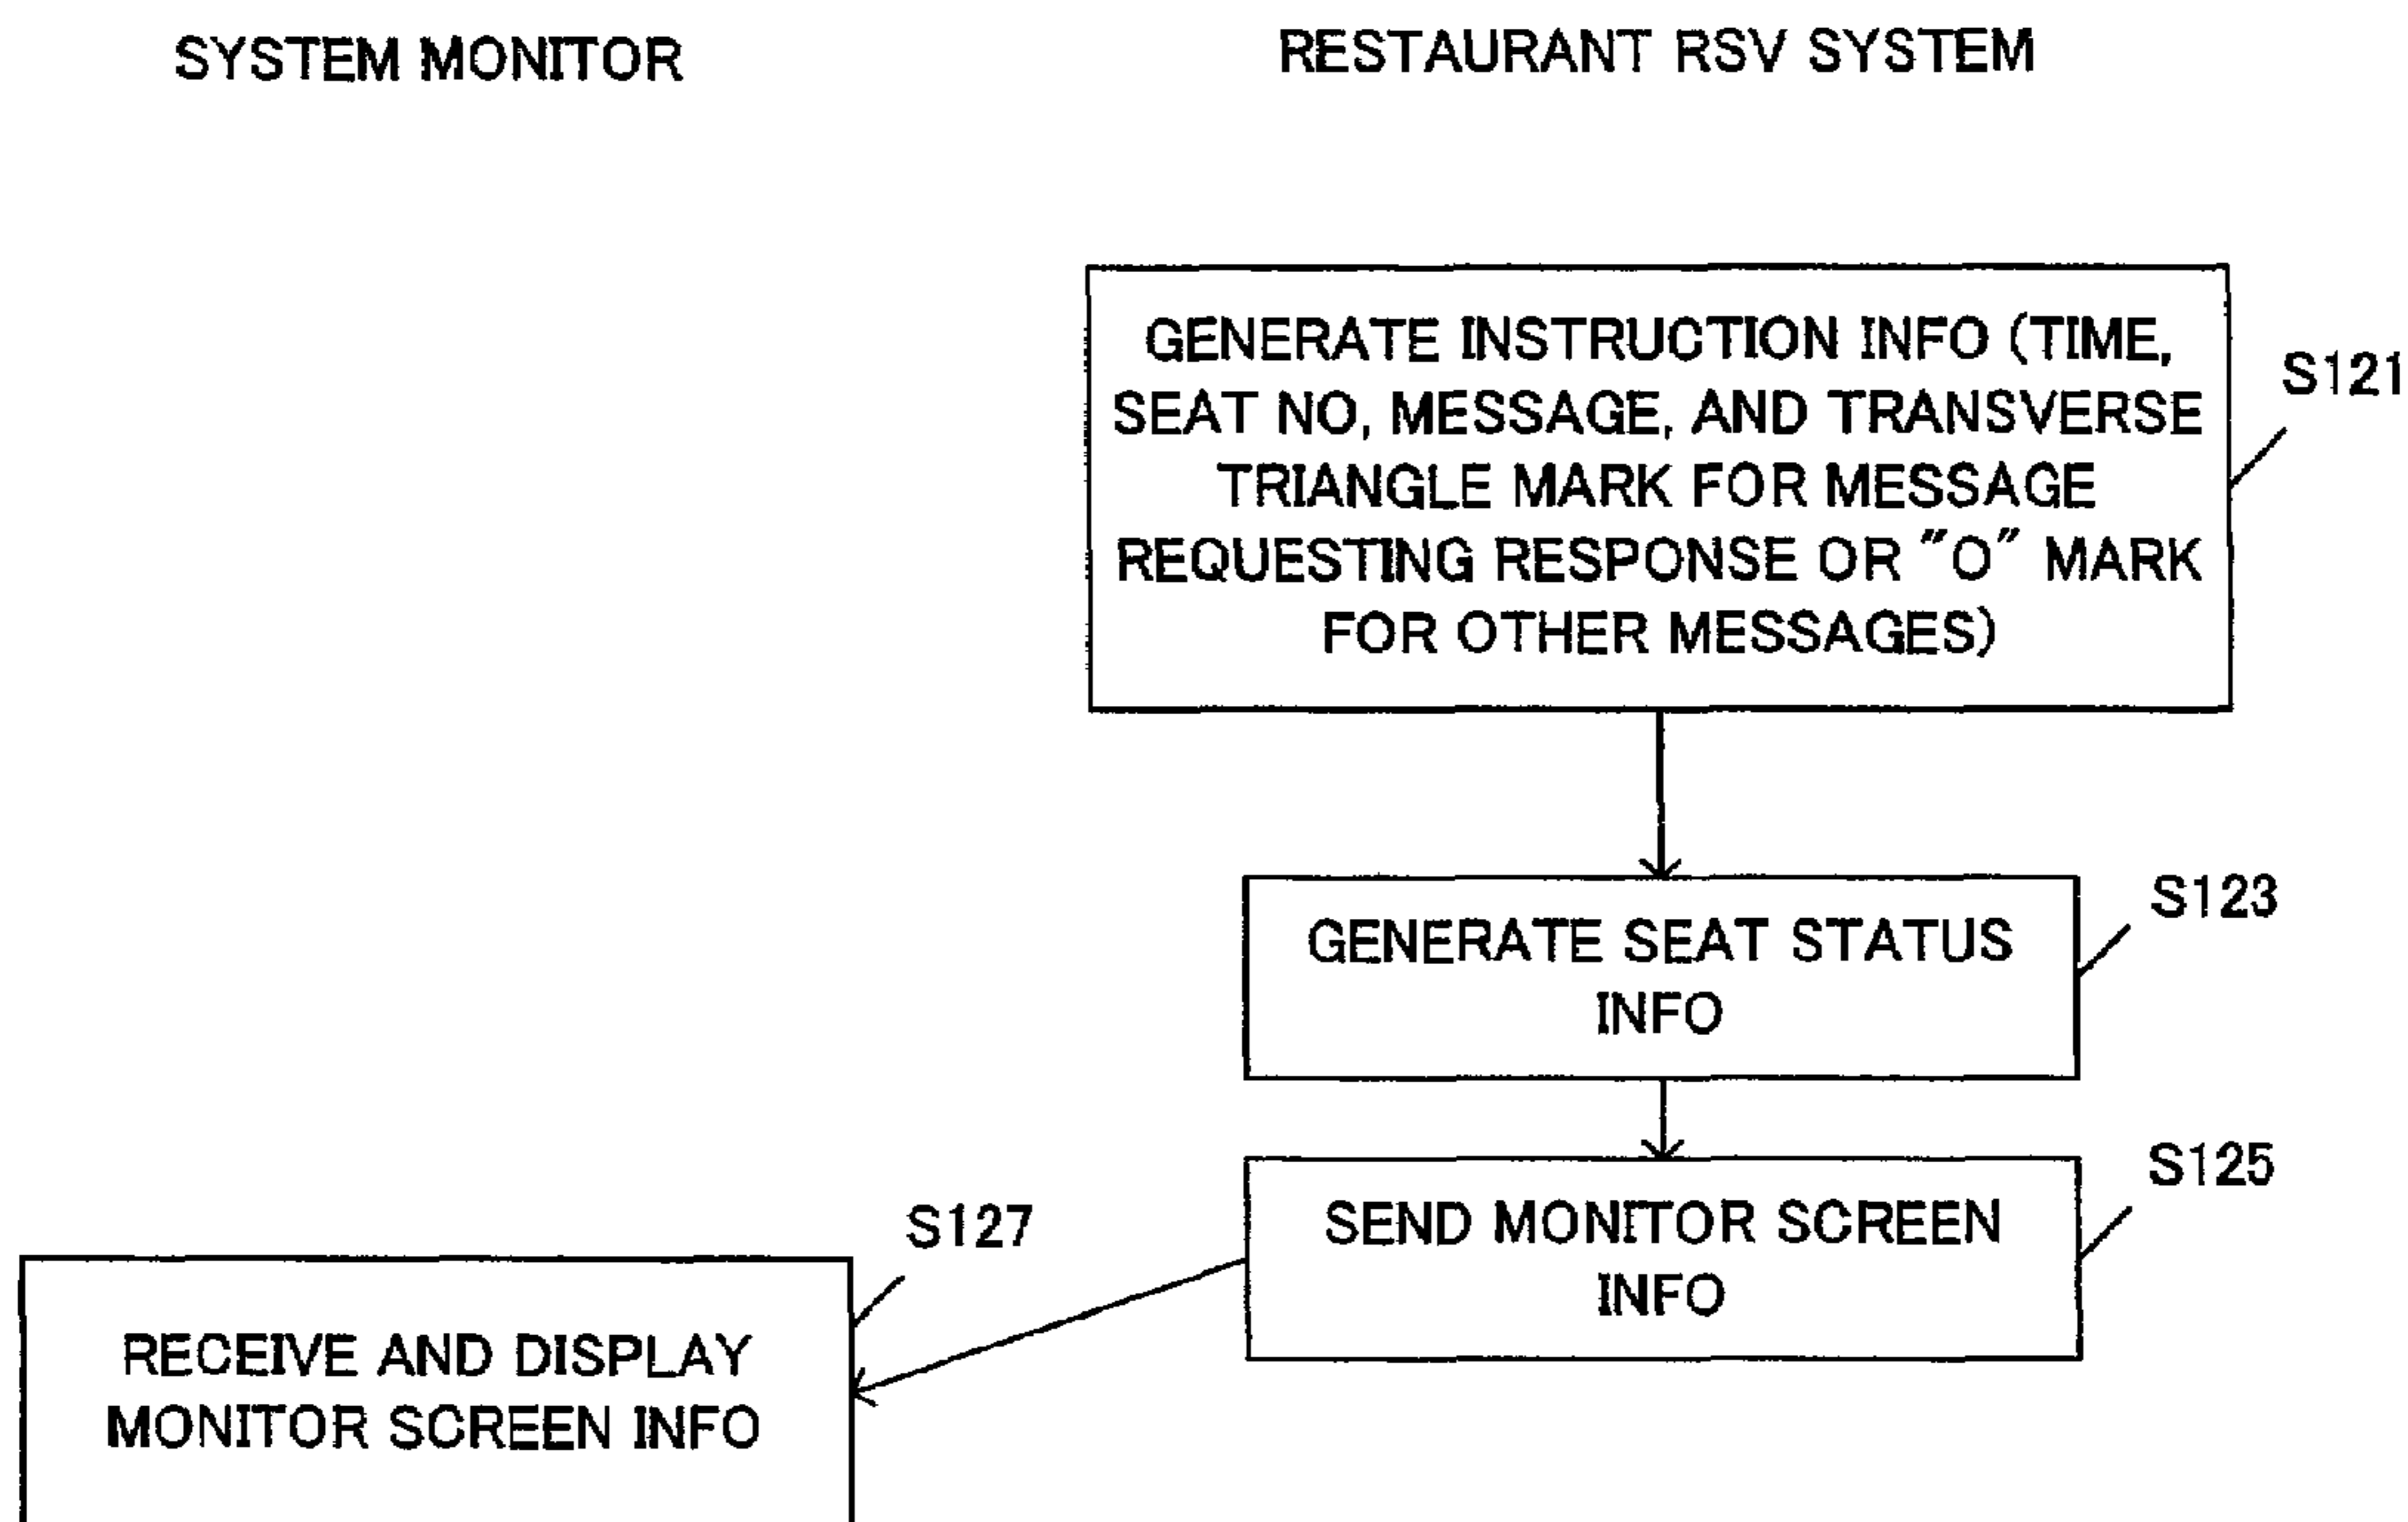 SYSTEM MONITOR
RESTAURANT RSV SYSTEM
GENERATE INSTRUCTION INFO (TIME,
SEAT NO, MESSAGE, AND TRANSVERSE
TRIANGLE MARK FOR MESSAGE
REQUESTING RESPONSE OR "O" MARK
FOR OTHER MESSAGES)
S121
GENERATE SEAT STATUS
INFO
S123
SEND MONITOR SCREEN
INFO
S125
S127
RECEIVE AND DISPLAY
MONITOR SCREEN INFO